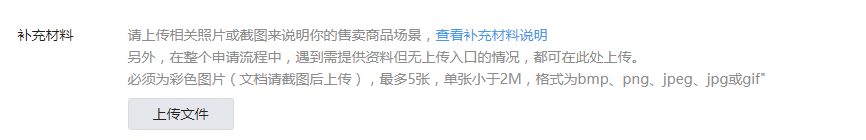 补充材料
请上传相关照片或截图来说明你的售卖商品场景，查看补充材料说明
另外，在整个申请流程中，遇到需提供资料但无上传入口的情况，都可在此处上传。
必须为彩色图片（文档请截图后上传），最多5张，单张小于2M，格式为bmp、png、jpeg、jpg或gif"
上传文件